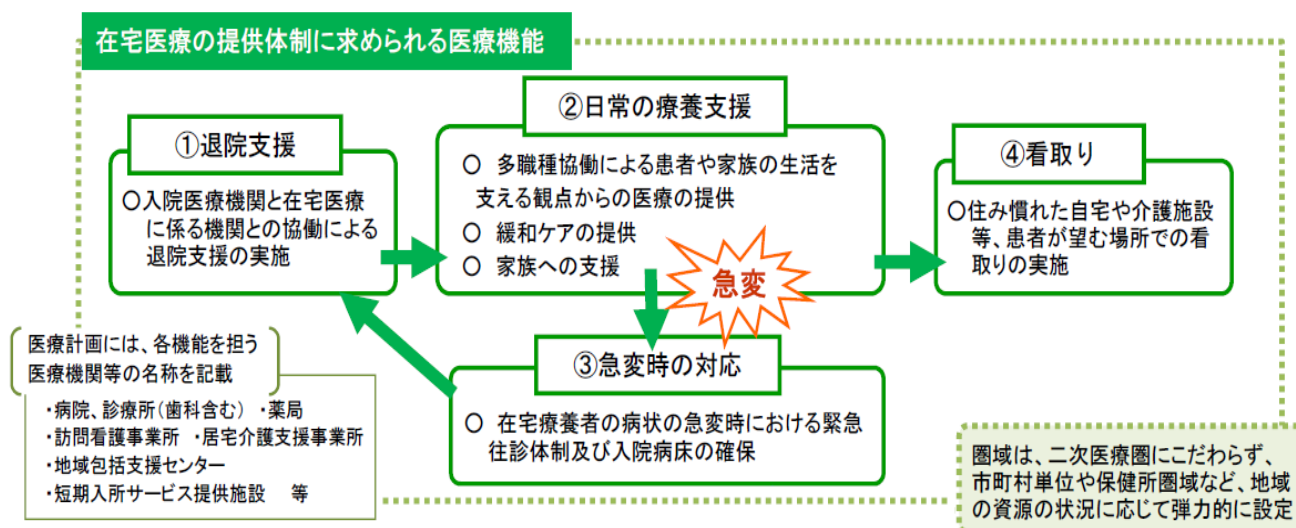 在宅医療の提供体制に求められる医療機能
①退院支援
〇入院医療機関と在宅医療
に係る機関との協働による
退院支援の実施
②日常の療養支援
〇 多職種協働による患者や家族の生活を
支える観点からの医療の提供
〇 緩和ケアの提供
〇 家族への支援
急変
④看取り
〇住み慣れた自宅や介護施設
等、患者が望む場所での看
取りの実施
③急変時の対応
〇 在宅療養者の病状の急変時における緊急
往診体制及び入院病床の確保
医療計画には、各機能を担う
医療機関等の名称を記載
・病院、診療所(歯科含む) ・薬局
・訪問看護事業所 ・居宅介護支援事業所
・地域包括支援センター
・短期入所サービス提供施設 等
圏域は、二次医療圏にこだわらず、
市町村単位や保健所圏域など、地域
の資源の状況に応じて弾力的に設定